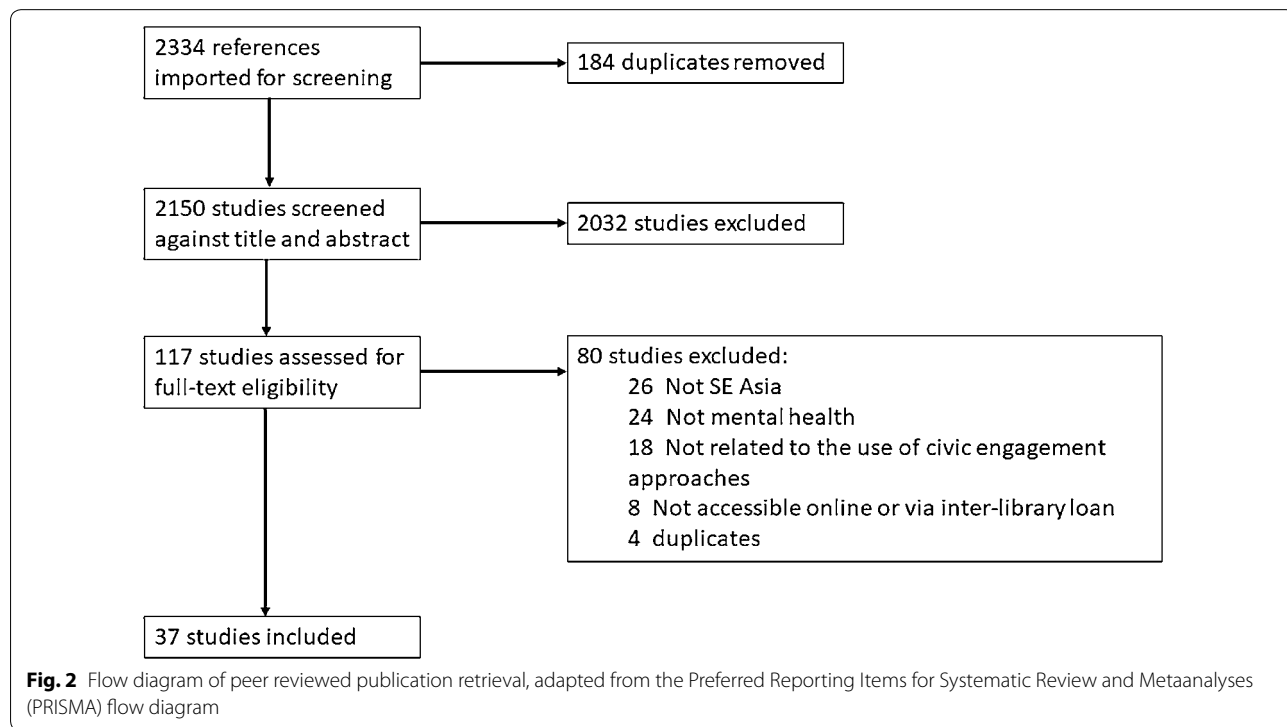 2334 references
imported for screening
184 duplicates removed
2150 studies screened
against title and abstract
2032 studies excluded
117 studies assessed for
full-text eligibility
80 studies excluded:
26 Not SE Asia
24 Not mental health
18 Not related to the use of civic engagement
approaches
8 Not accessible online or via inter-library loan
4 duplicates
37 studies included
Fig. 2 Flow diagram of peer reviewed publication retrieval, adapted from the Preferred Reporting Items for Systematic Review and Metaanalyses
(PRISMA) flow diagram